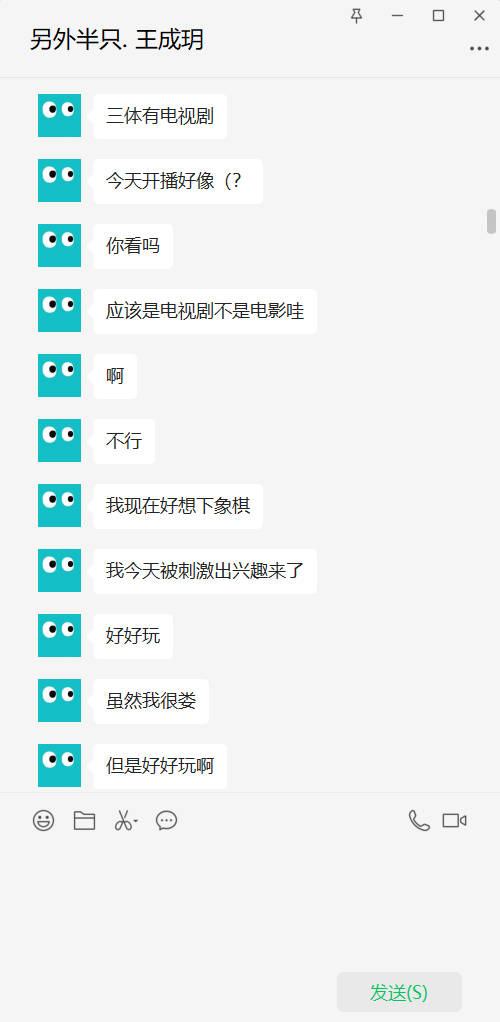 另外半只. 王成玥
三体有电视剧
今天开播好像（？
你看吗
应该是电视剧不是电影哇
啊
不行
我现在好想下象棋
我今天被刺激出兴趣来了
好好玩
虽然我很娄
但是好好玩啊
发送(S)